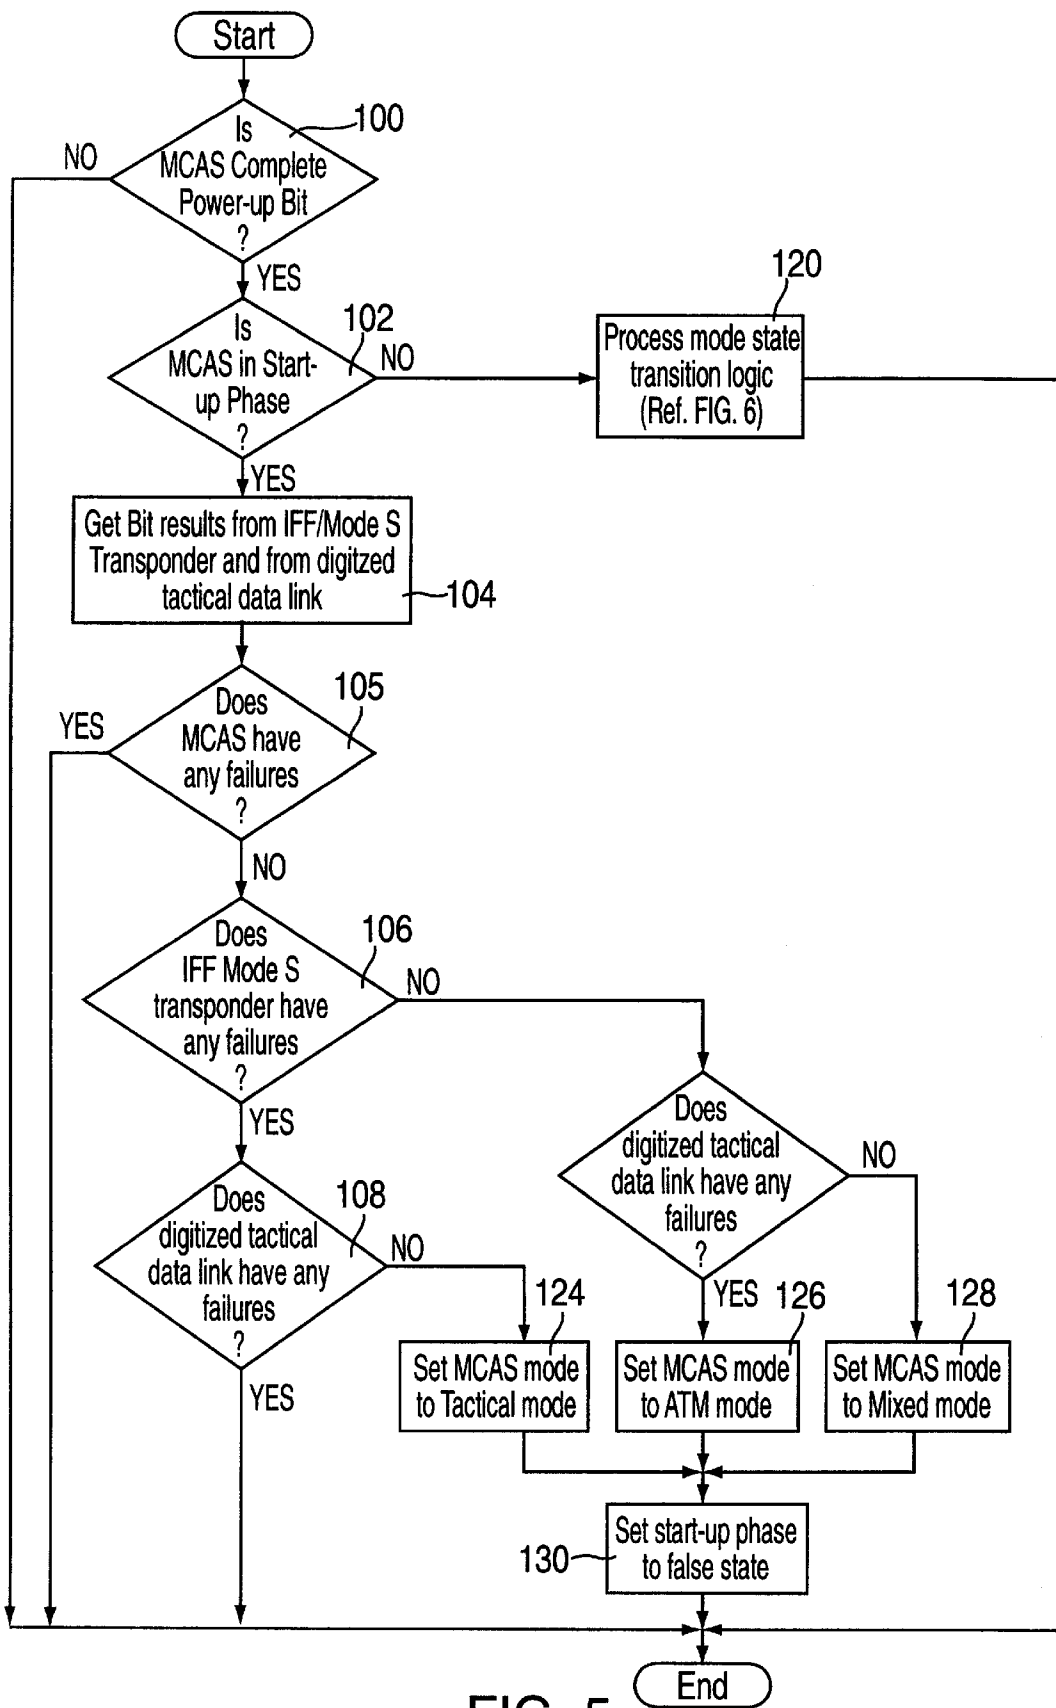 Start
100
Is
MCAS Complete
Power-up Bit
?
NO
YES
102
Is
MCAS in Start-
up Phase
?
NO
YES
120
Process mode state
transition logic
(Ref. FIG. 6)
Get Bit results from IFF/Mode S
Transponder and from digitzed
tactical data link
104
105
Does
MCAS have
any failures
?
YES
NO
106
Does
IFF Mode S
transponder have
any failures
?
NO
YES
Does
digitized tactical
data link have any
failures
?
NO
YES
108
Does
digitized tactical
data link have any
failures
?
NO
YES
124
Set MCAS mode
to Tactical mode
126
Set MCAS mode
to ATM mode
128
Set MCAS mode
to Mixed mode
130
Set start-up phase
to false state
End
FIG. 5